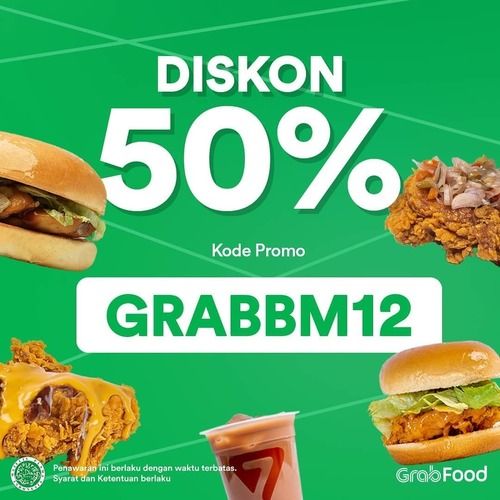 DISKON
50%
Kode Promo
GRABBM12
Penawaran ini berlaku dengan waktu terbatas.
Syarat dan Ketentuan berlaku
GrabFood